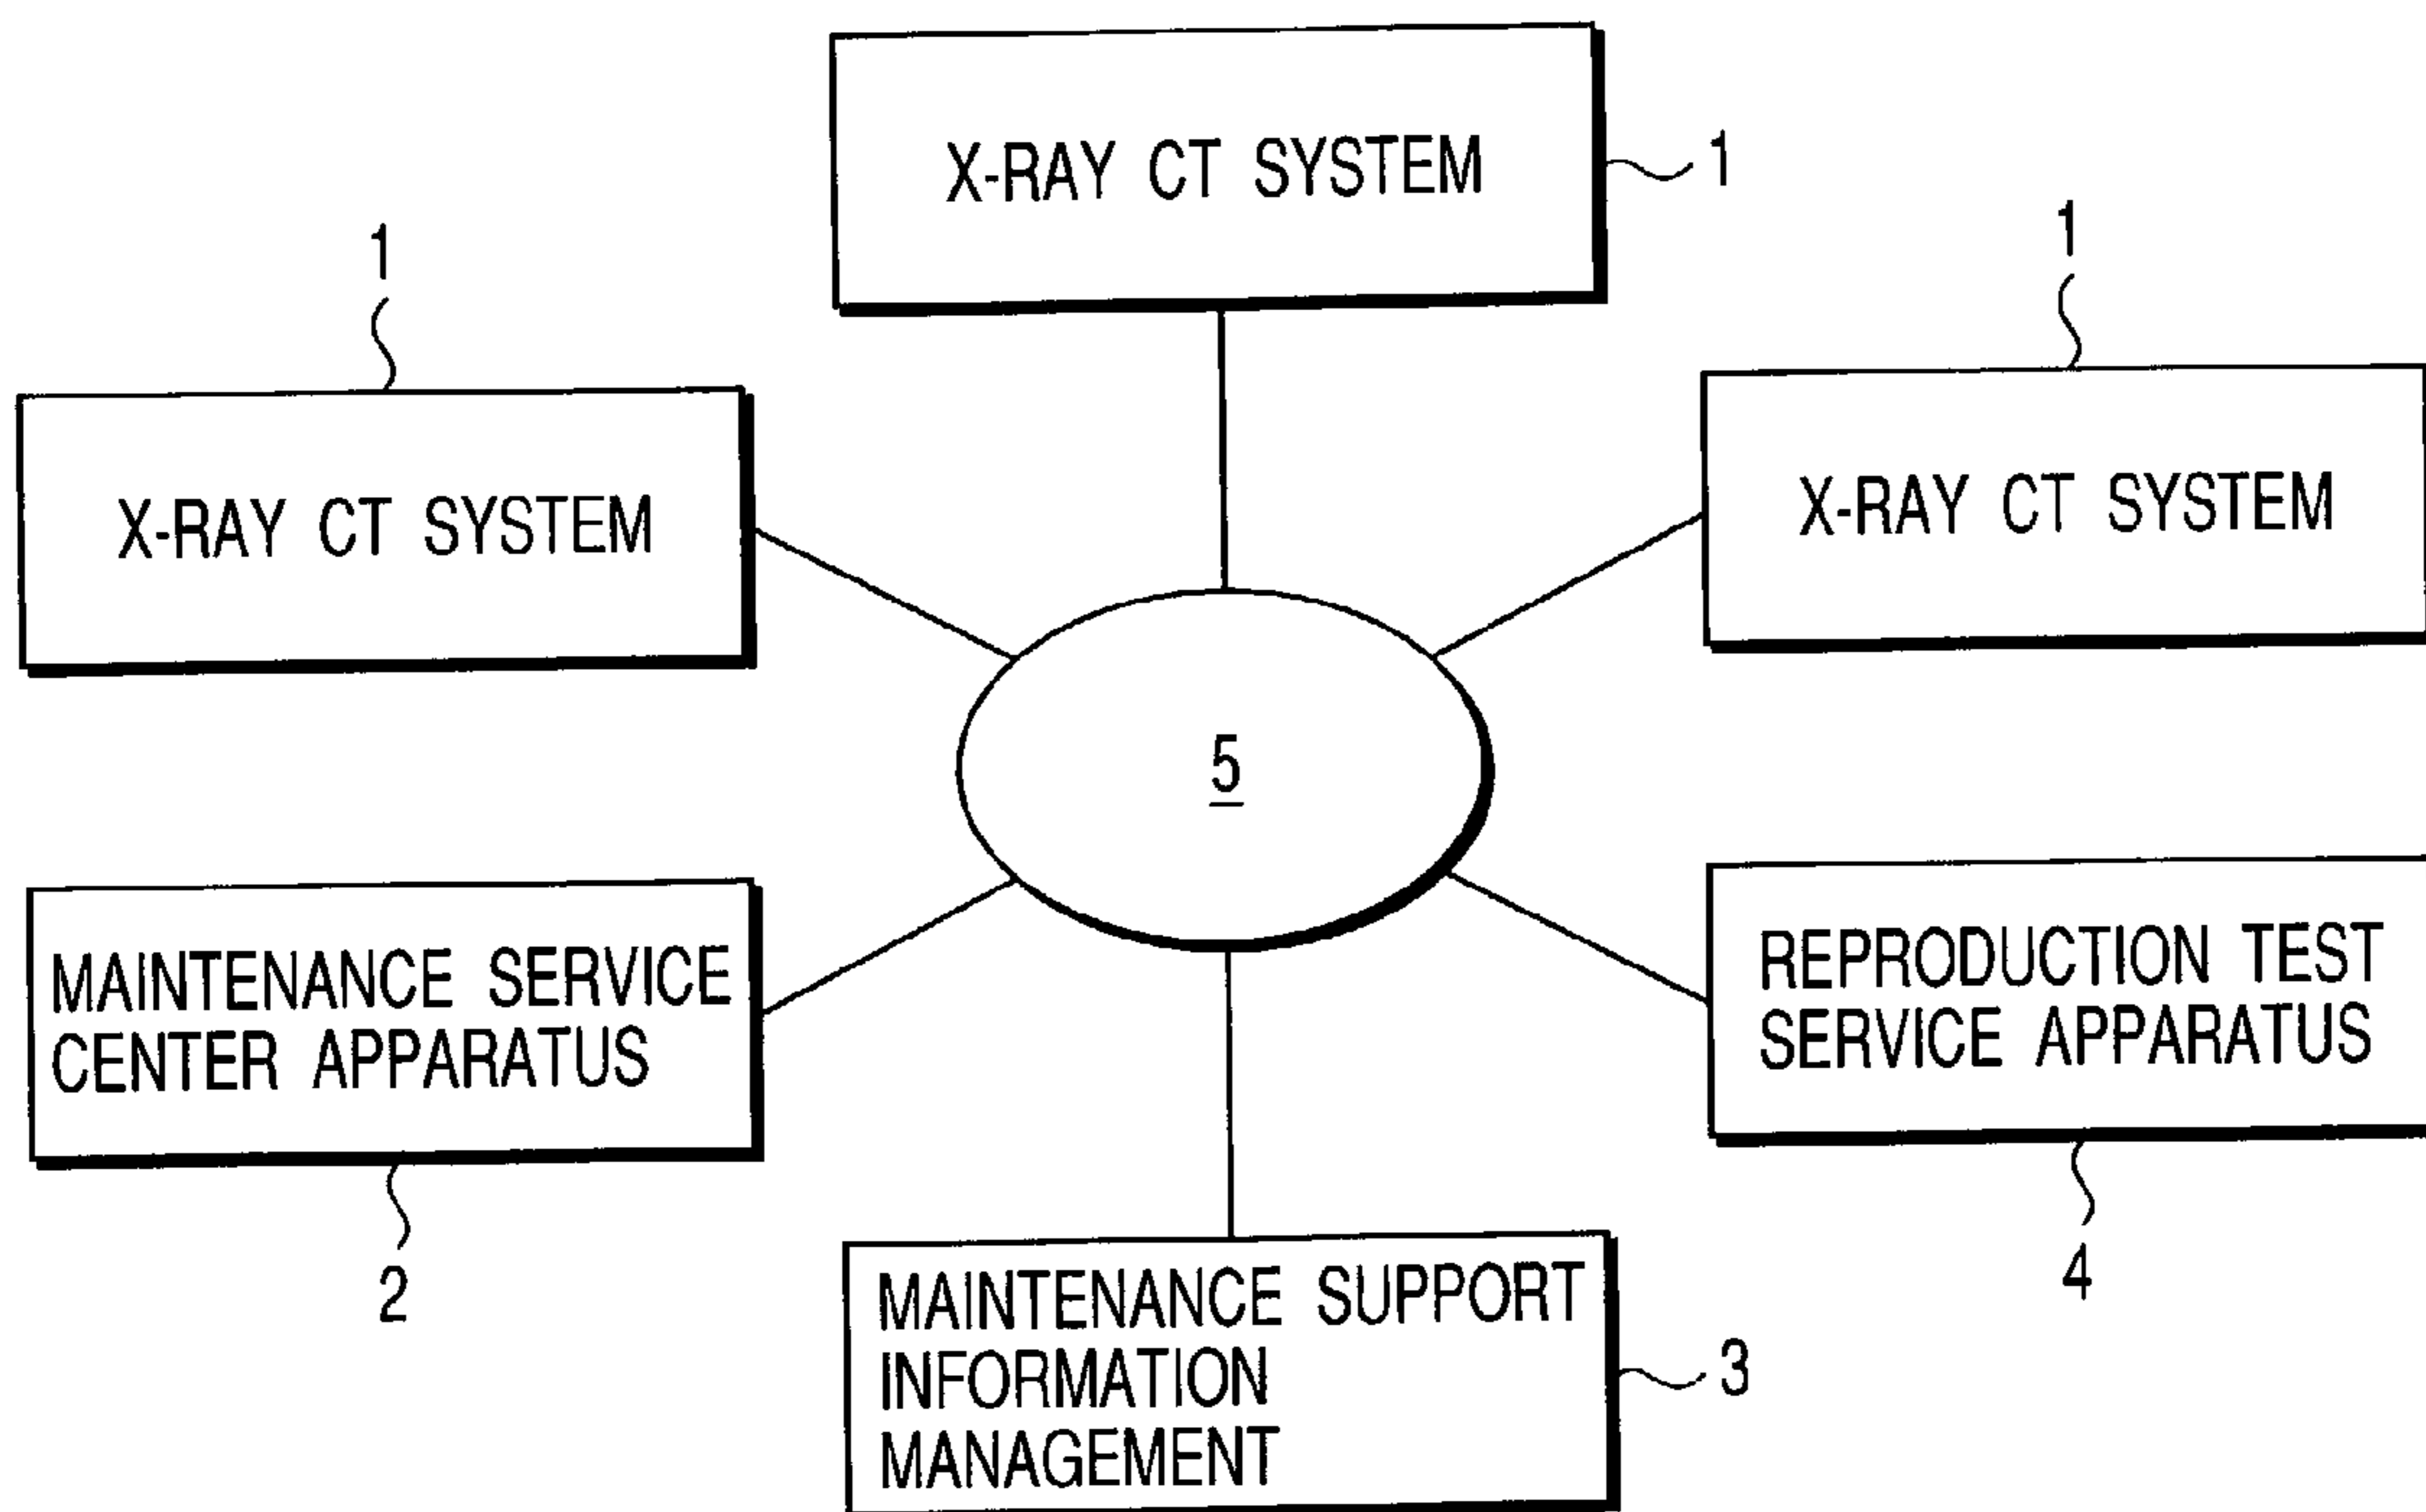 X-RAY CT SYSTEM
1
1
1
X-RAY CT SYSTEM
X-RAY CT SYSTEM
5
MAINTENANCE SERVICE
CENTER APPARATUS
REPRODUCTION TEST
SERVICE APPARATUS
2
4
MAINTENANCE SUPPORT
INFORMATION
MANAGEMENT
3